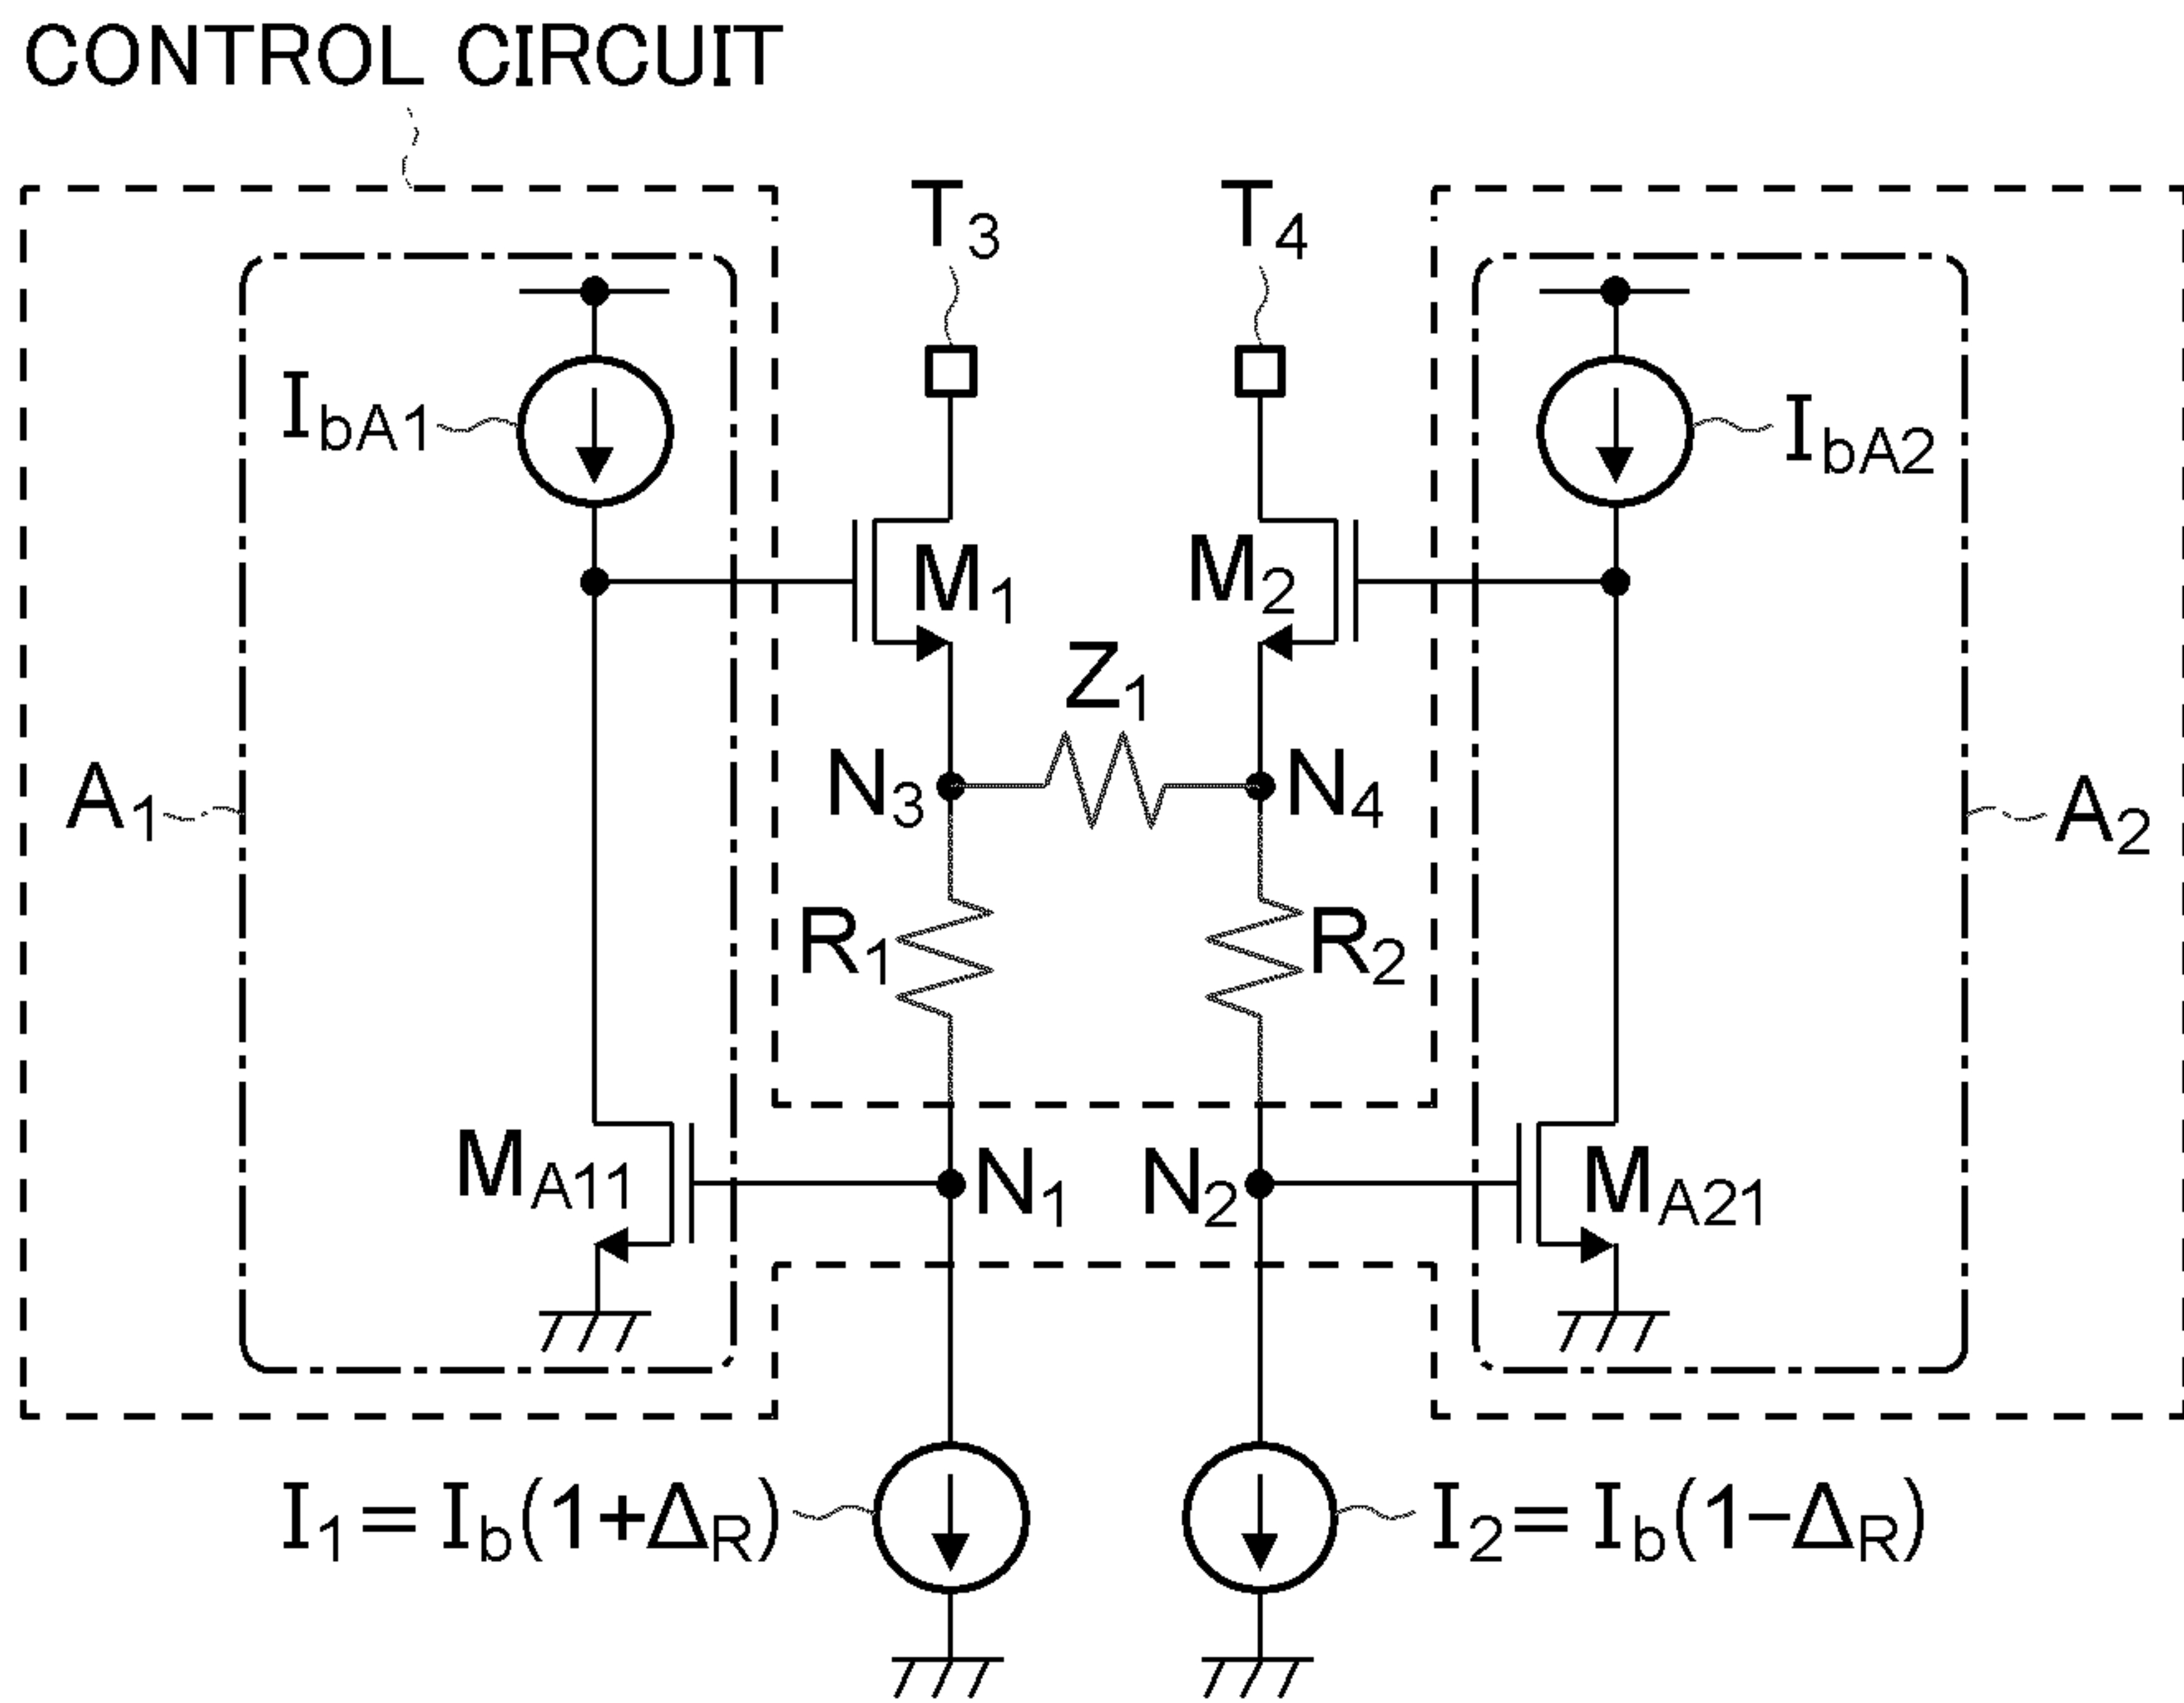 CONTROL CIRCUIT
T3
T4
IbA1
IbA2
M1
M2
Z1
N3
N4
A1
A2
R1
R2
MA11
N1
N2
MA21
I1=Ib(1+ΔR)
I2=Ib(1−ΔR)